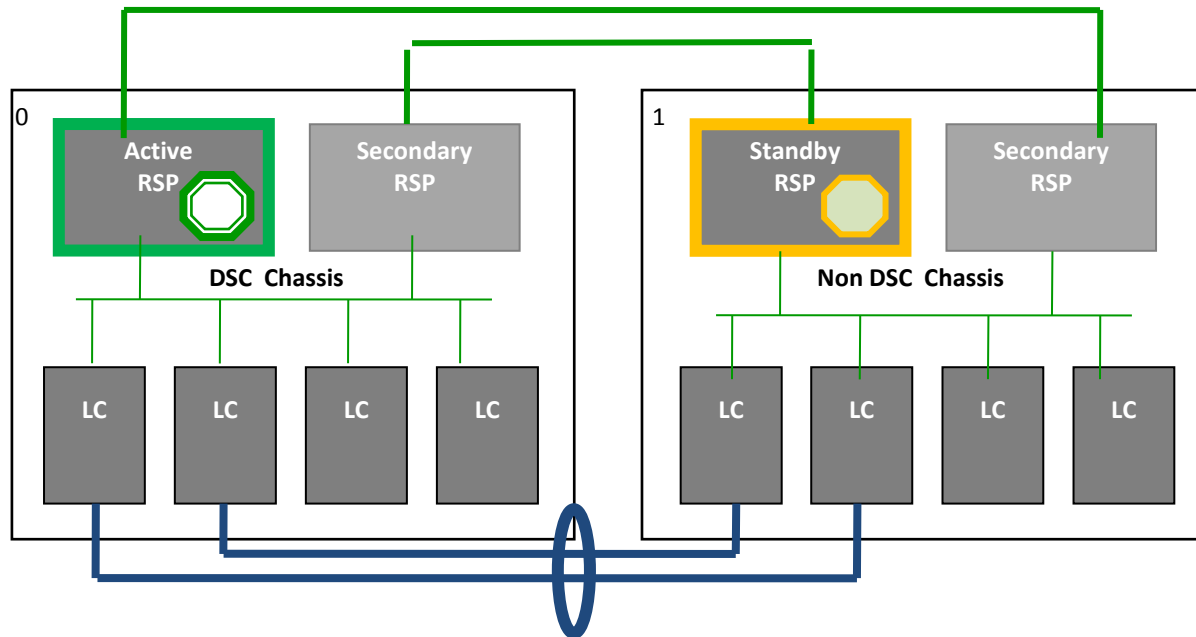 0
Active
RSP
Secondary
RSP
DSC  Chassis
LC
LC
LC
LC
1
Standby
RSP
Secondary
RSP
Non DSC  Chassis
LC
LC
LC
LC